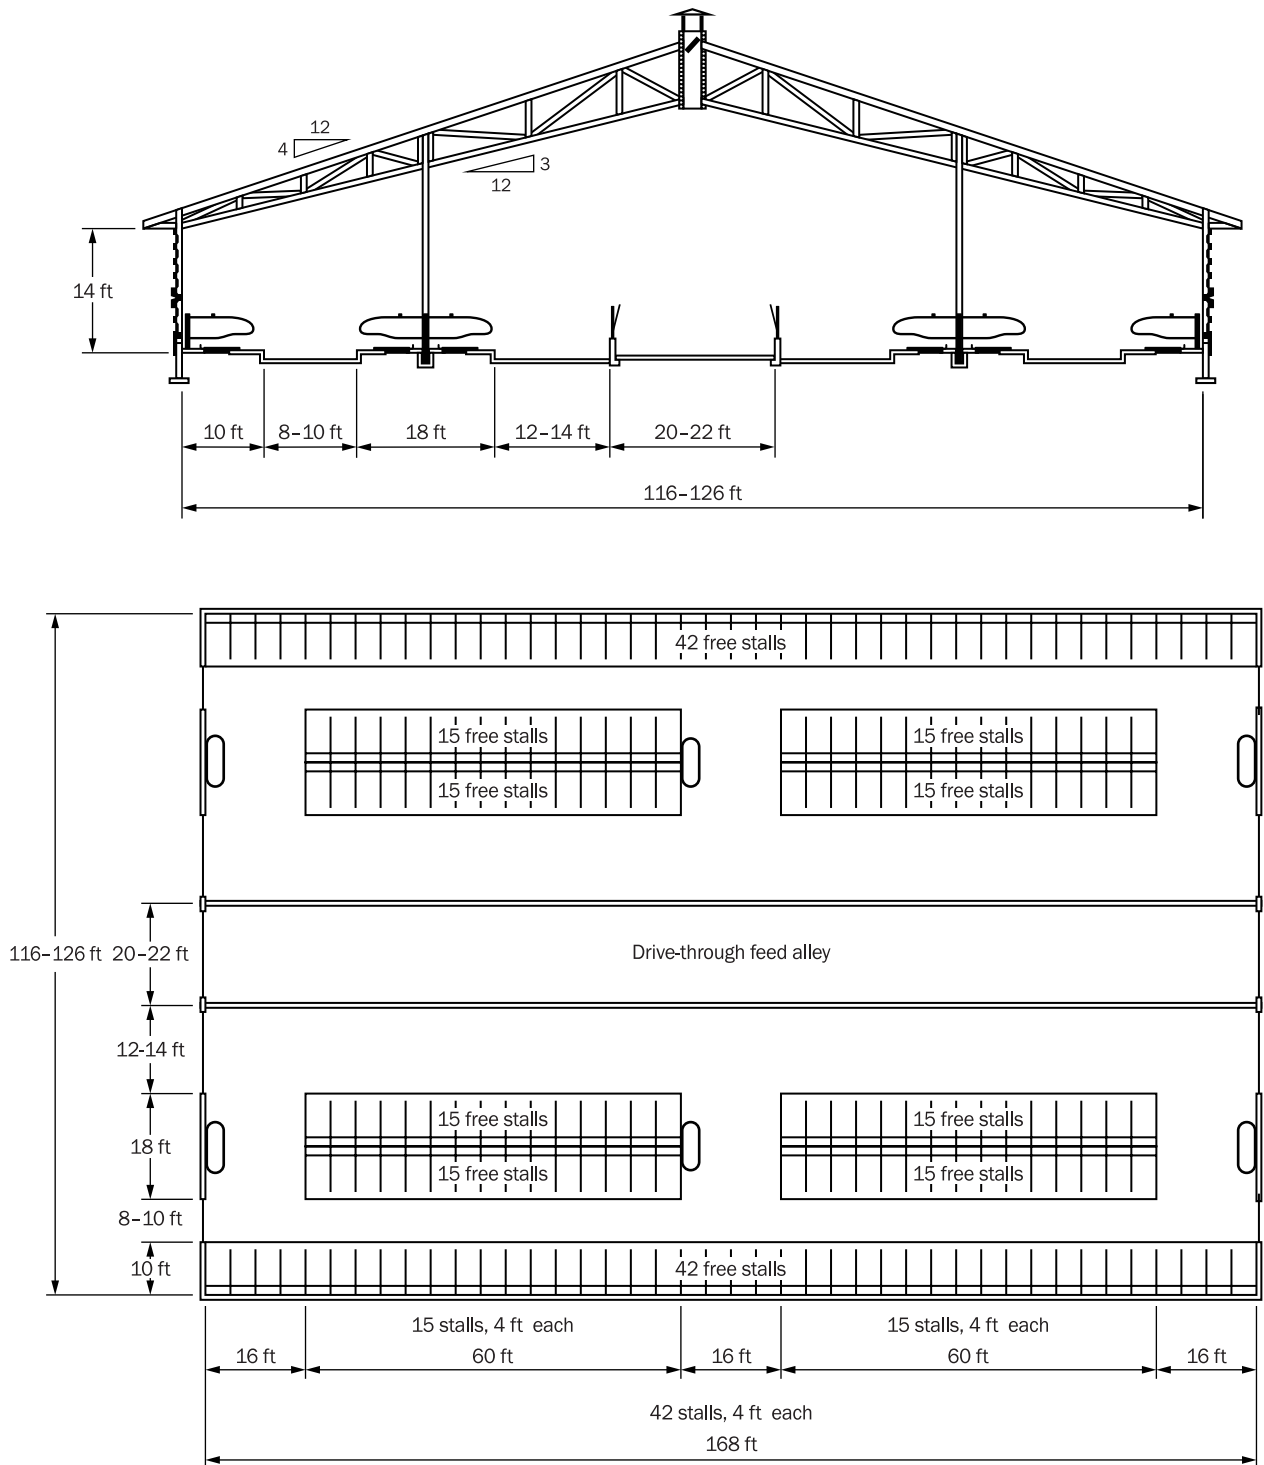 12
4
3
12
14 ft
10 ft
8–10 ft
18 ft
12–14 ft
20–22 ft
116–126 ft
42 free stalls
15 free stalls
15 free stalls
15 free stalls
15 free stalls
116–126 ft
20–22 ft
Drive-through feed alley
12-14 ft
15 free stalls
15 free stalls
18 ft
15 free stalls
15 free stalls
8–10 ft
10 ft
42 free stalls
15 stalls, 4 ft each
15 stalls, 4 ft each
16 ft
60 ft
16 ft
60 ft
16 ft
42 stalls, 4 ft each
168 ft